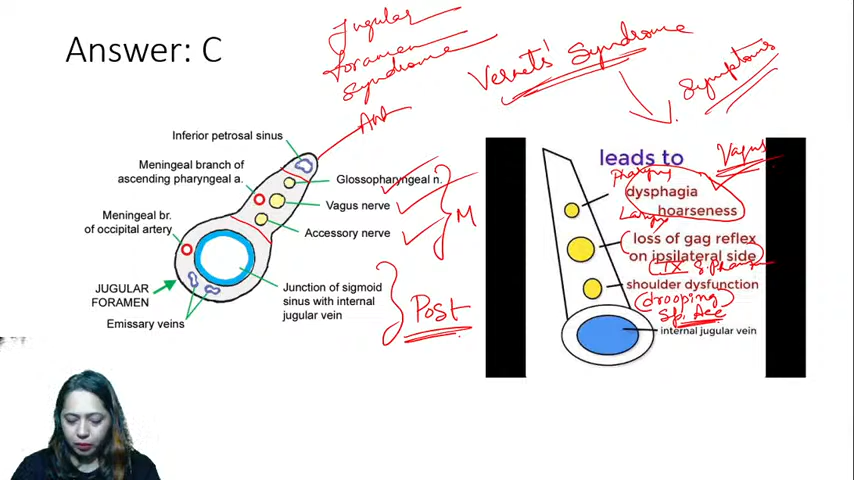 Answer: C
Jugular
foramen
Syndrome
Vernets' Syndrome
Symptoms
Ant
Inferior petrosal sinus
Meningeal branch of
ascending pharyngeal a.
Glossopharyngeal n.
Vagus nerve
M
Meningeal br.
of occipital artery
Accessory nerve
JUGULAR
FORAMEN
Junction of sigmoid
sinus with internal
jugular vein
Emissary veins
Post
leads to
Vagus
Pharynx
dysphagia
hoarseness
Larynx
loss of gag reflex
on ipsilateral side
IX
shoulder dysfunction
(drooping)
Sp. Acc
internal jugular vein